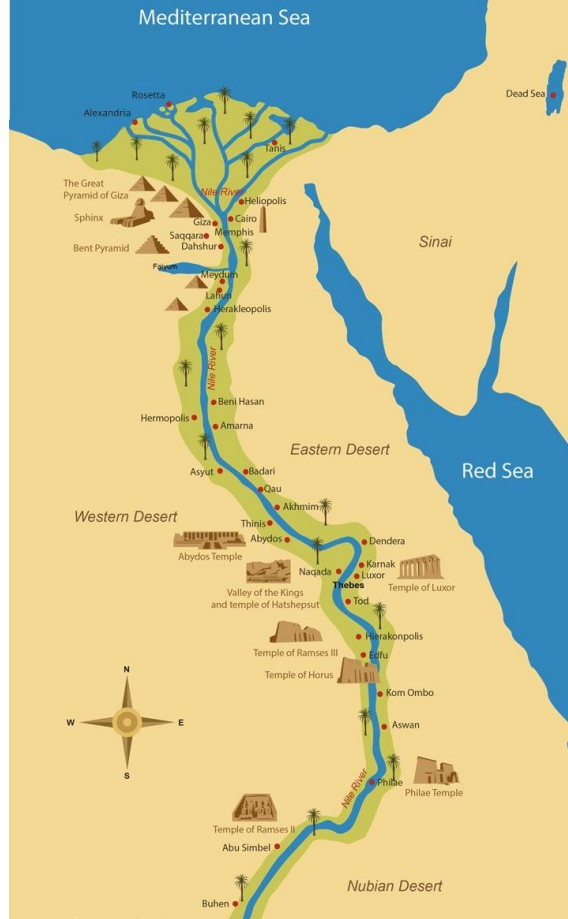 Mediterranean Sea
Rosetta
Dead Sea
Alexandria
Tanis
The Great
Pyramid of Giza
Nile River
Heliopolis
Sphinx
Giza
Cairo
Saqqara
Memphis
Sinai
Bent Pyramid
Dahshur
Faiyum
Meydum
Lahun
Herakleopolis
Nile River
Beni Hasan
Hermopolis
Amarna
Eastern Desert
Asyut
Badari
Red Sea
Qau
Akhmim
Western Desert
Thinis
Abydos
Dendera
Abydos Temple
Karnak
Naqada
Luxor
Thebes
Temple of Luxor
Valley of the Kings
and temple of Hatshepsut
Tod
Hierakonpolis
Temple of Ramses III
Edfu
Temple of Horus
N
Kom Ombo
W
E
Aswan
S
Nile River
Philae
Philae Temple
Temple of Ramses II
Abu Simbel
Nubian Desert
Buhen